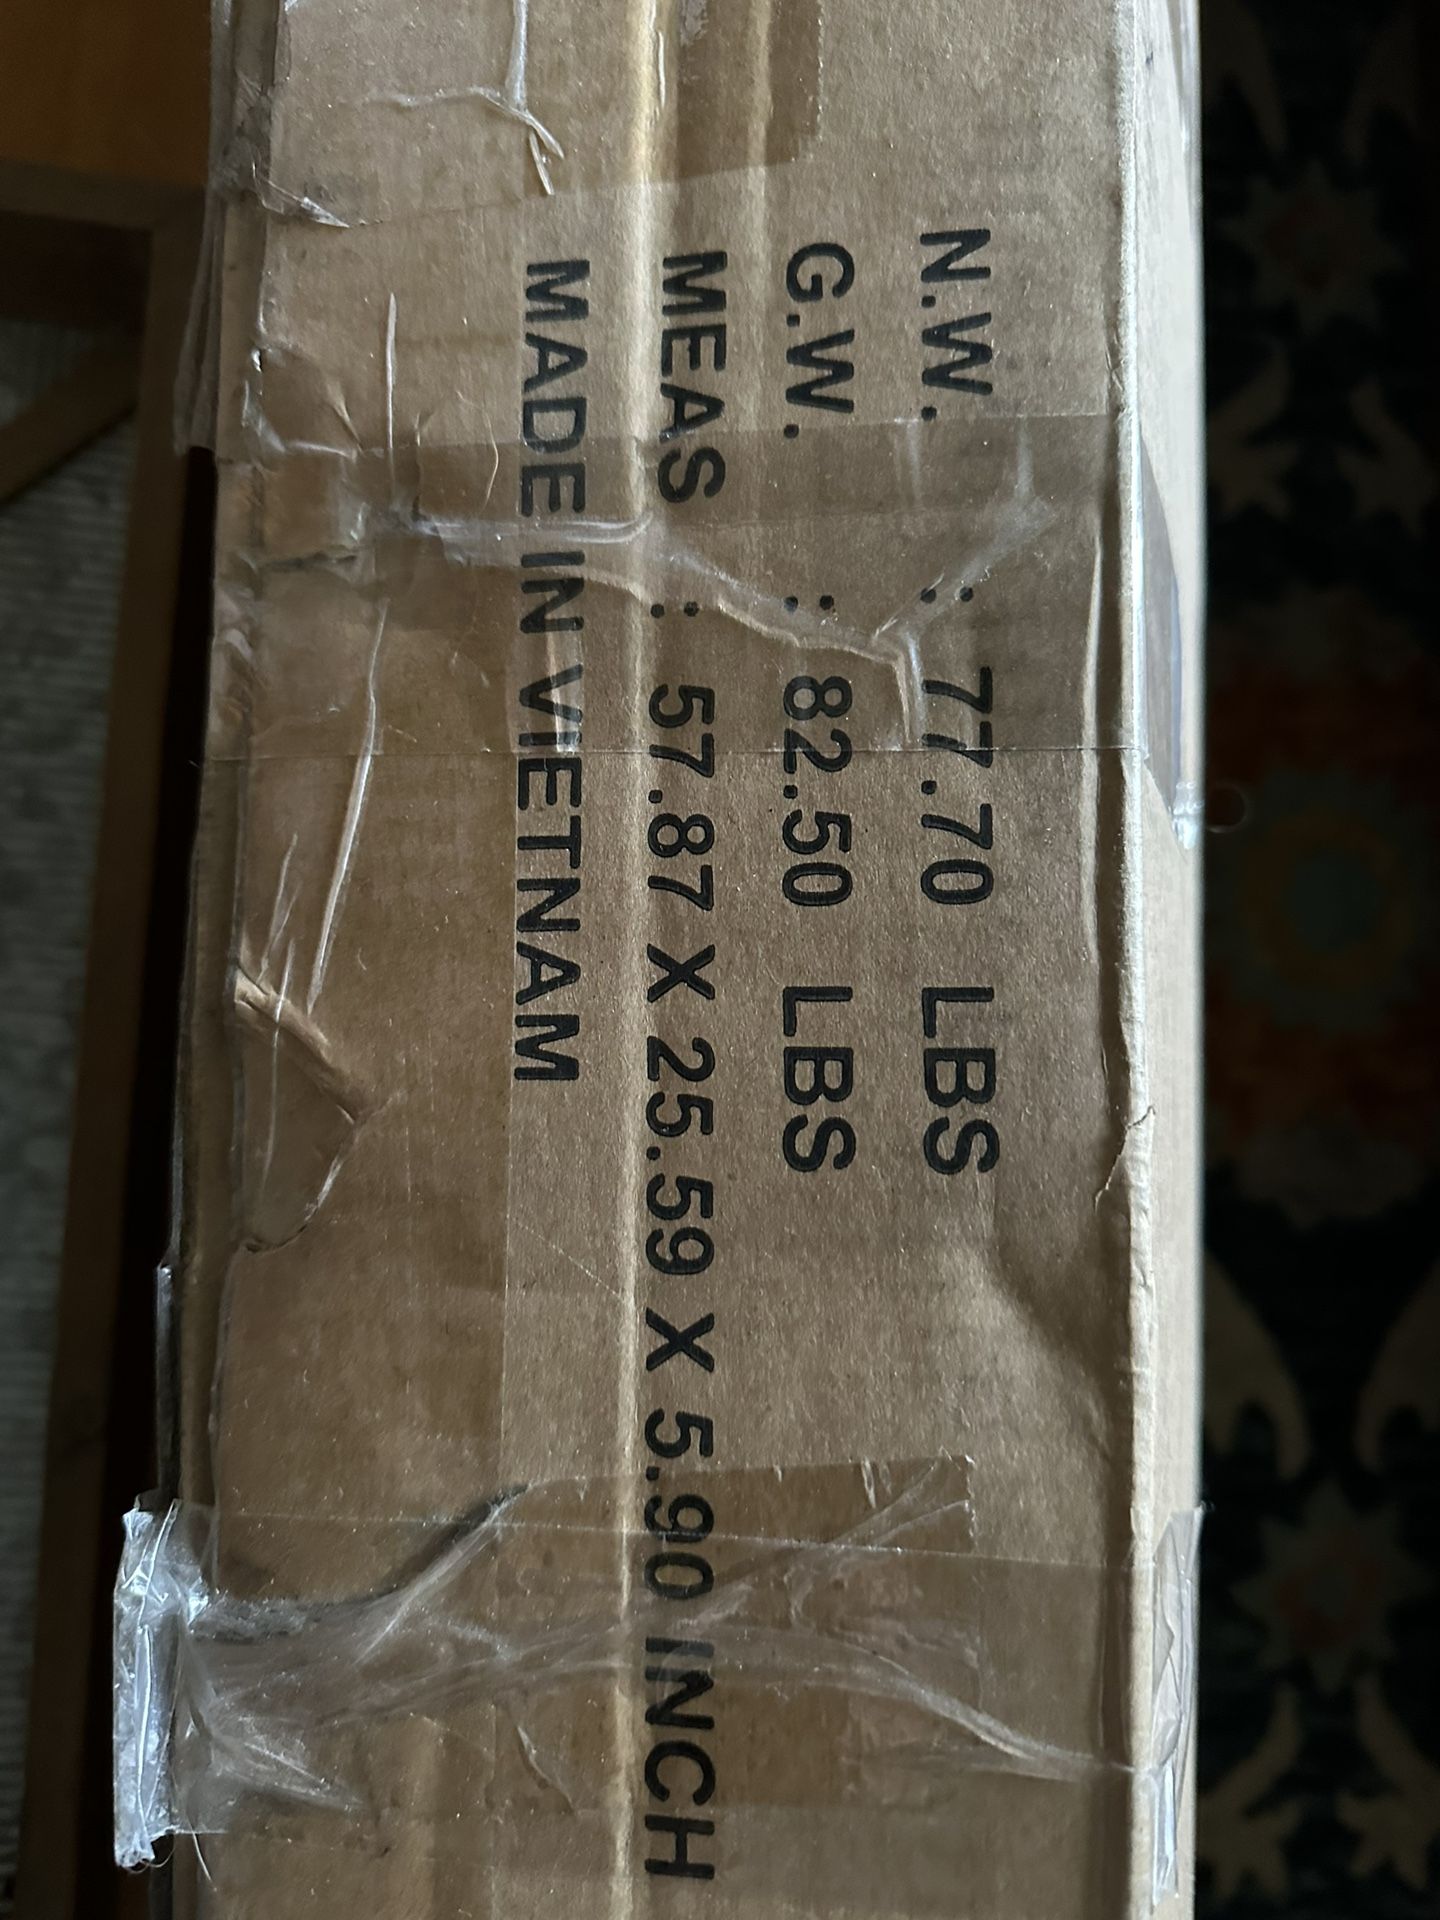 N.W. : 77.70 LBS
G.W. : 82.50 LBS
MEAS : 57.87 X 25.59 X 5.90 INCH
MADE IN VIETNAM